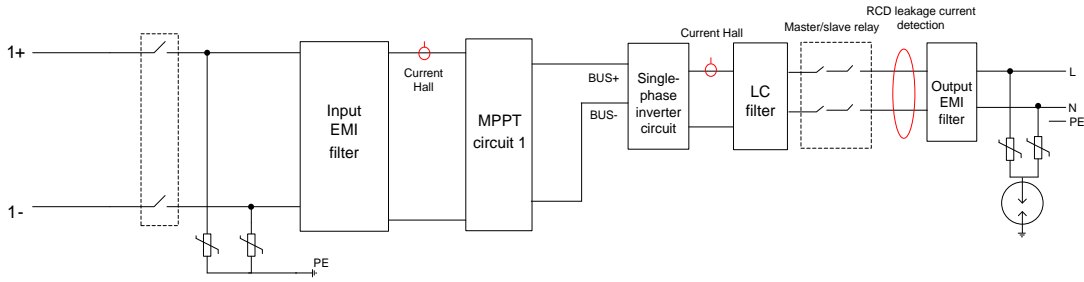 1+
1-
PE
Input
EMI
filter
Current
Hall
MPPT
circuit 1
BUS+
BUS-
Single-
phase
inverter
circuit
Current Hall
LC
filter
Master/slave relay
RCD leakage current
detection
Output
EMI
filter
L
N
PE